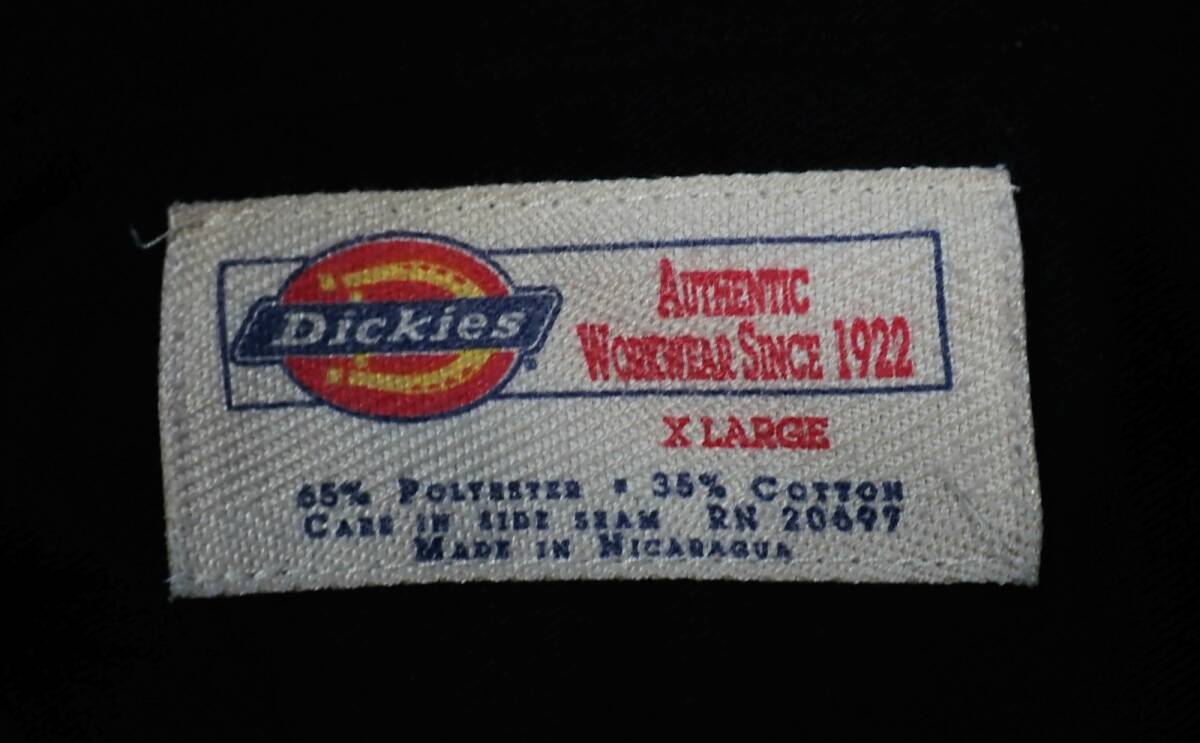 Dickies
AUTHENTIC
WORKWEAR SINCE 1922
X LARGE
65% POLYESTER • 35% COTTON
CARE IN SIDE SEAM RN 20697
MADE IN NICARAGUA